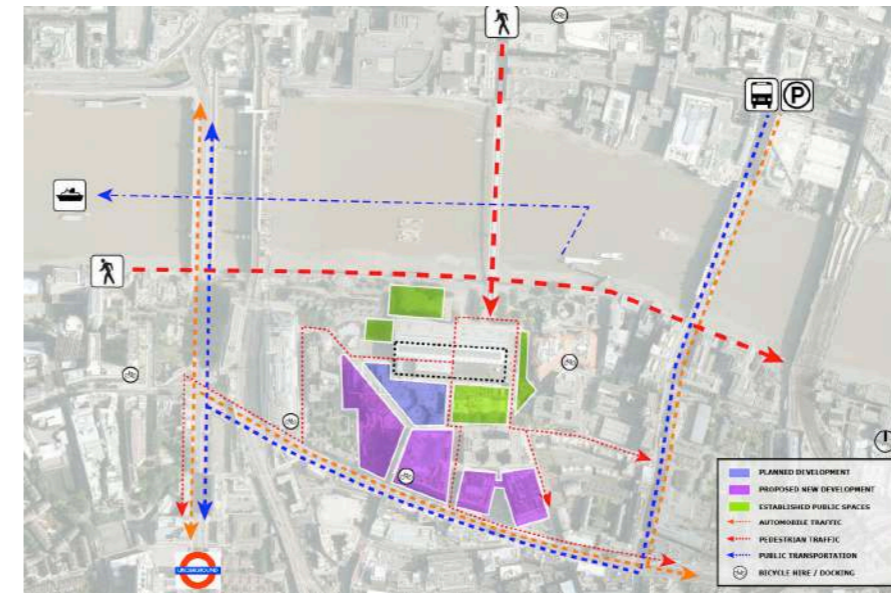 P
UNDERGROUND
PLANNED DEVELOPMENT
PROPOSED NEW DEVELOPMENT
ESTABLISHED PUBLIC SPACES
AUTOMOBILE TRAFFIC
PEDESTRIAN TRAFFIC
PUBLIC TRANSPORTATION
BICYCLE HIRE / DOCKING